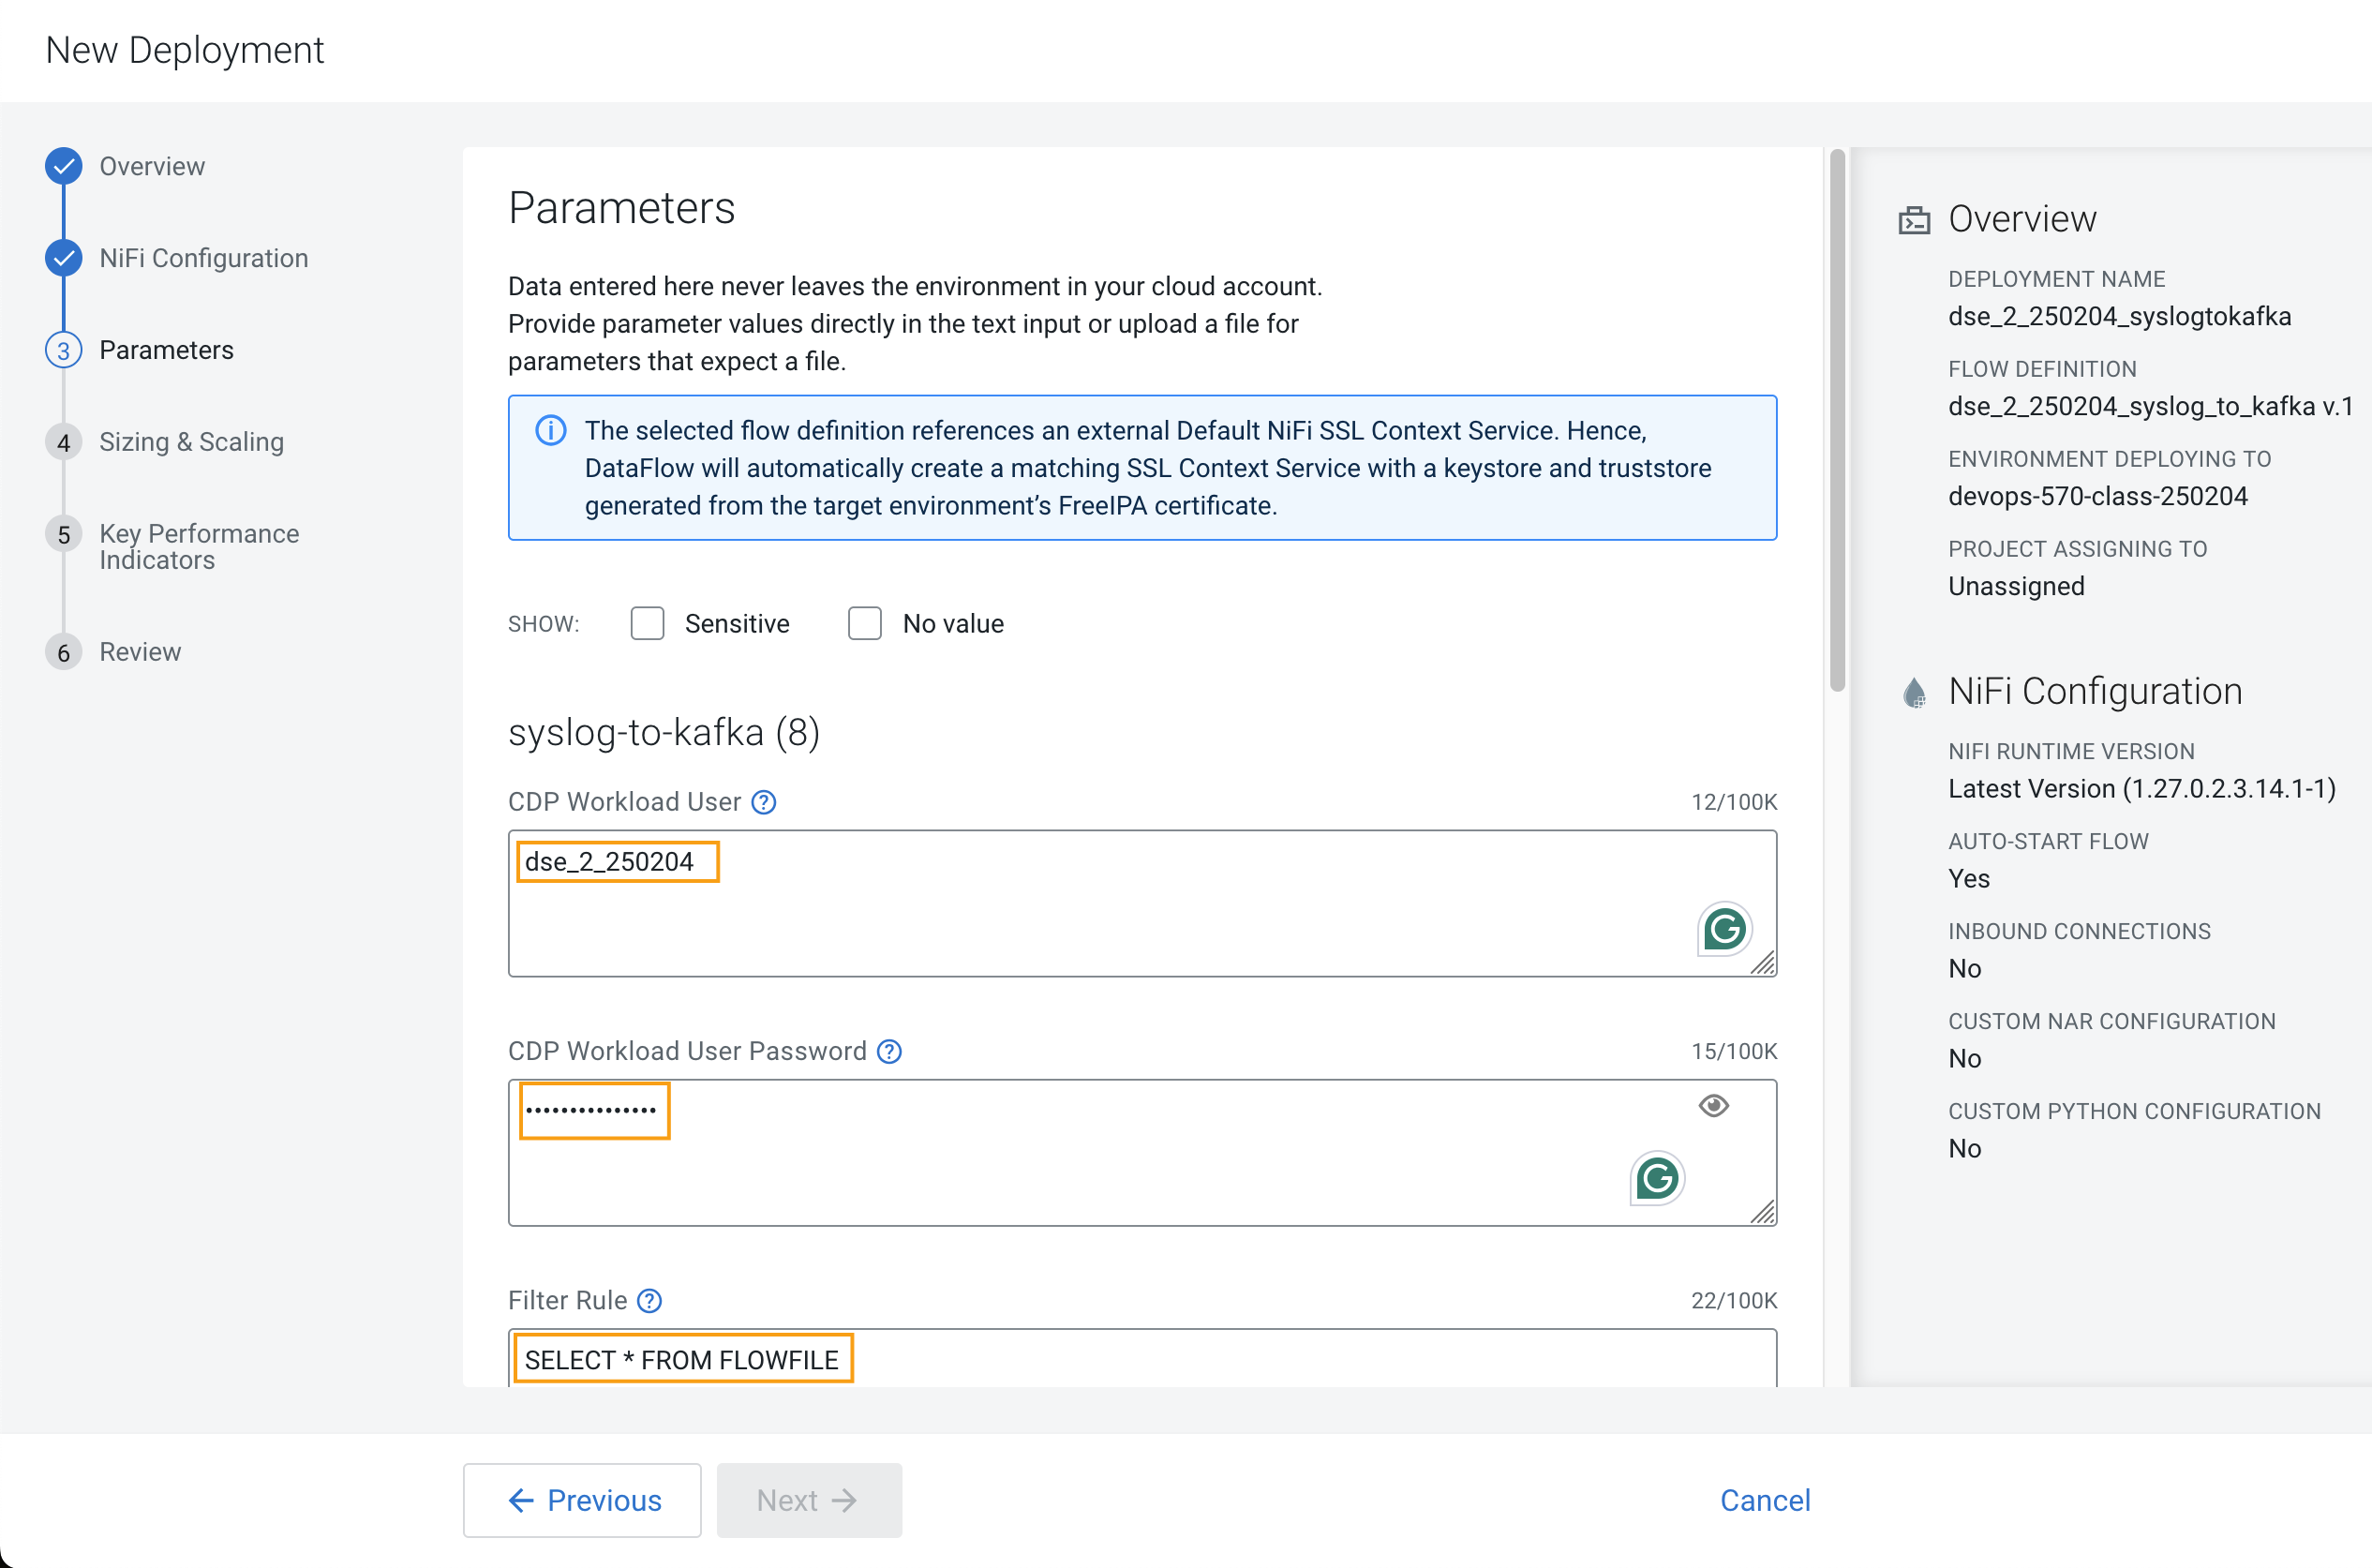 New Deployment
Overview
NiFi Configuration
3 Parameters
4 Sizing & Scaling
5 Key Performance
Indicators
6 Review
Parameters
Data entered here never leaves the environment in your cloud account.
Provide parameter values directly in the text input or upload a file for
parameters that expect a file.
The selected flow definition references an external Default NiFi SSL Context Service. Hence,
DataFlow will automatically create a matching SSL Context Service with a keystore and truststore
generated from the target environment’s FreeIPA certificate.
SHOW: Sensitive No value
syslog-to-kafka (8)
CDP Workload User ? 12/100K
dse_2_250204
CDP Workload User Password ? 15/100K
•••••••••••••••
Filter Rule ? 22/100K
SELECT * FROM FLOWFILE
← Previous
Next →
Cancel
Overview
DEPLOYMENT NAME
dse_2_250204_syslogtokafka
FLOW DEFINITION
dse_2_250204_syslog_to_kafka v.1
ENVIRONMENT DEPLOYING TO
devops-570-class-250204
PROJECT ASSIGNING TO
Unassigned
NiFi Configuration
NIFI RUNTIME VERSION
Latest Version (1.27.0.2.3.14.1-1)
AUTO-START FLOW
Yes
INBOUND CONNECTIONS
No
CUSTOM NAR CONFIGURATION
No
CUSTOM PYTHON CONFIGURATION
No